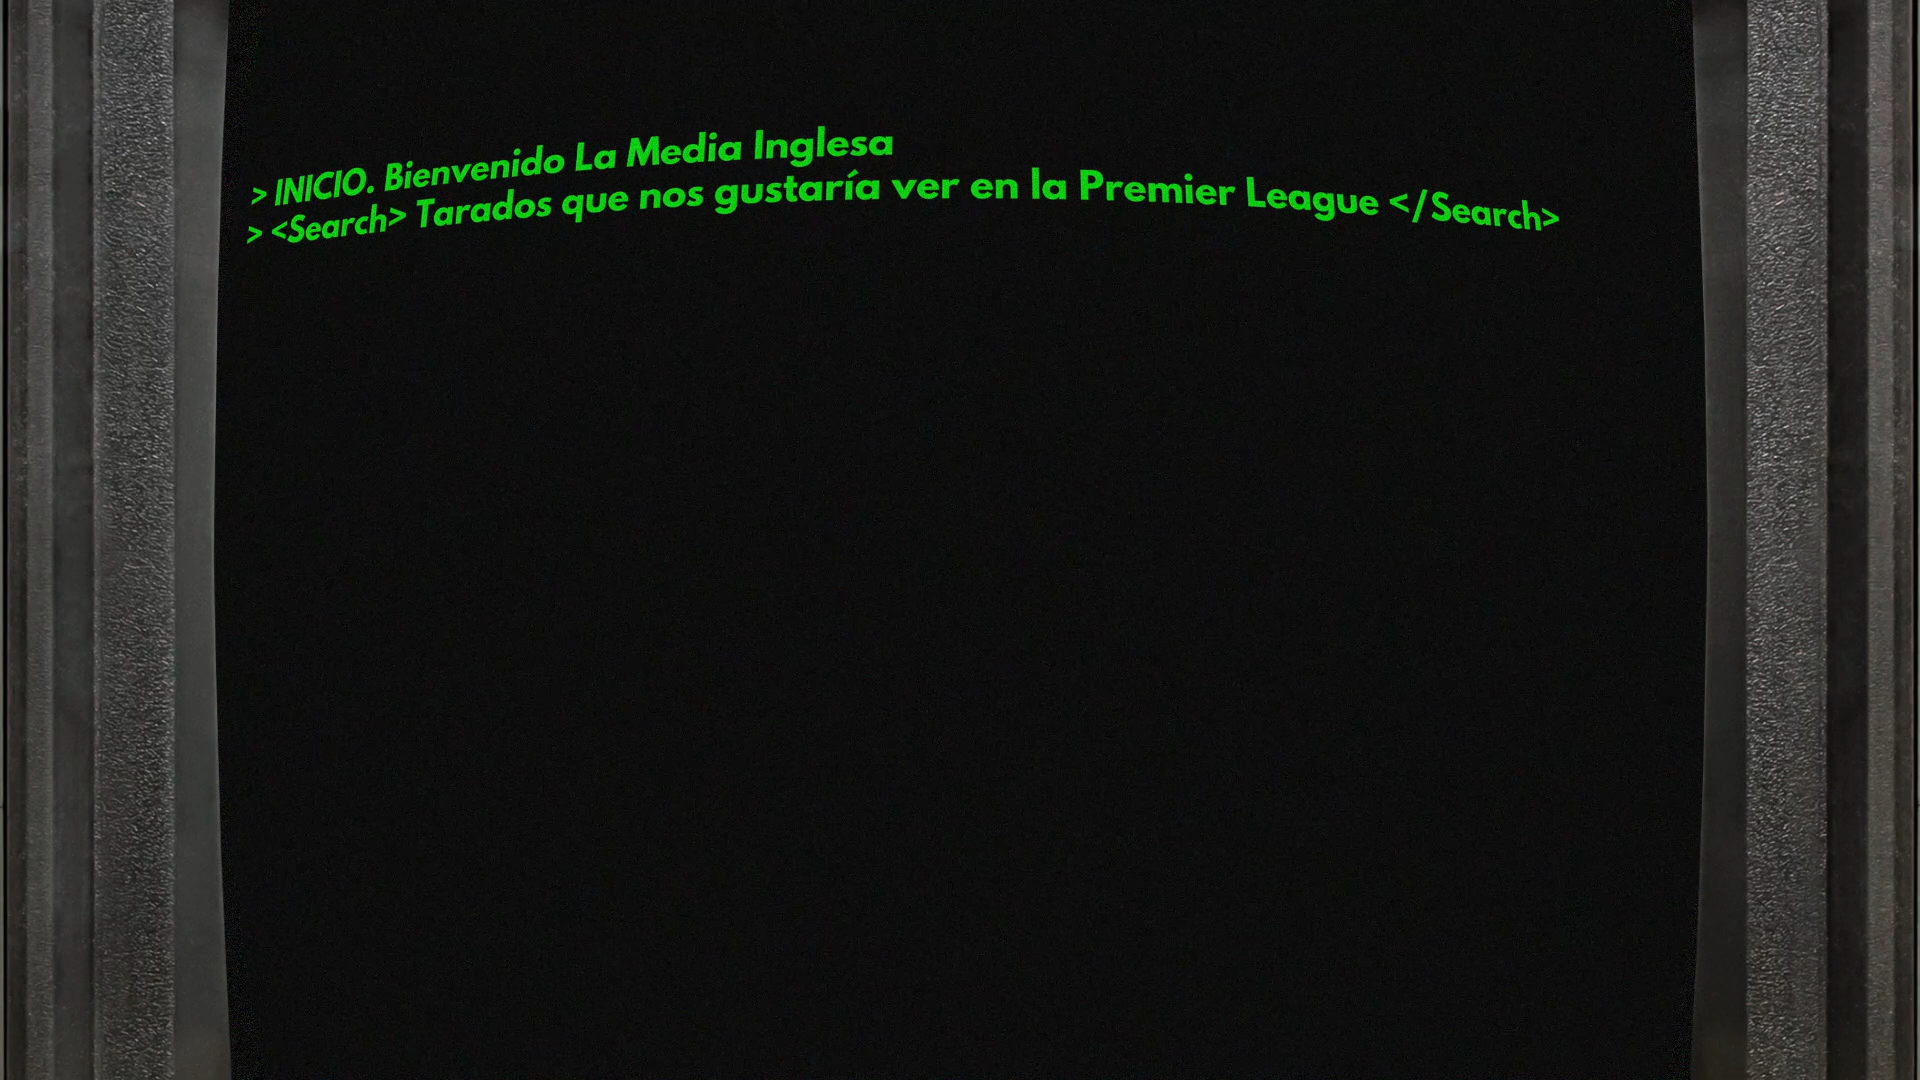 > INICIO. Bienvenido La Media Inglesa
> <Search> Tarados que nos gustaría ver en la Premier League </Search>